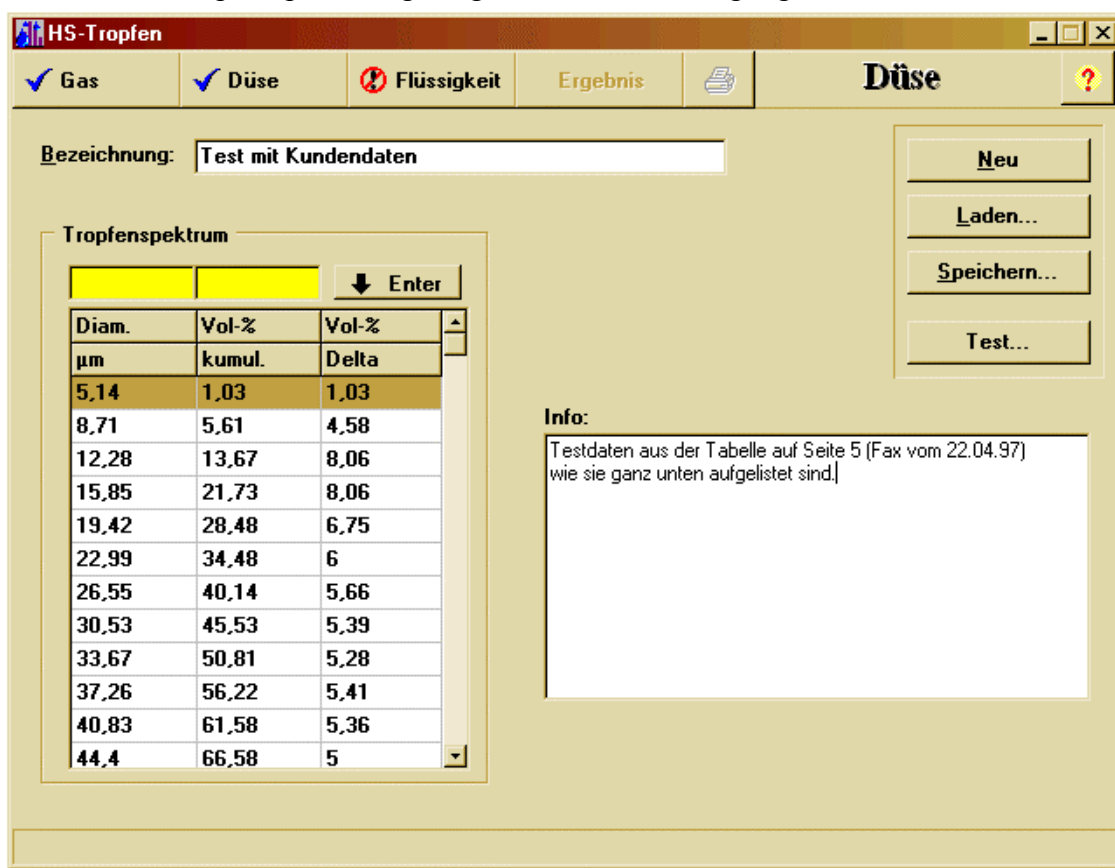 HS-Tropfen
Gas Düse Flüssigkeit Ergebnis Düse ?
Bezeichnung: Test mit Kundendaten
Neu
Laden...
Speichern...
Test...
Tropfenspektrum
Enter
Diam. Vol-% Vol-%
µm kumul. Delta
5,14 1,03 1,03
8,71 5,61 4,58
12,28 13,67 8,06
15,85 21,73 8,06
19,42 28,48 6,75
22,99 34,48 6
26,55 40,14 5,66
30,53 45,53 5,39
33,67 50,81 5,28
37,26 56,22 5,41
40,83 61,58 5,36
44,4 66,58 5
Info:
Testdaten aus der Tabelle auf Seite 5 (Fax vom 22.04.97)
wie sie ganz unten aufgelistet sind.